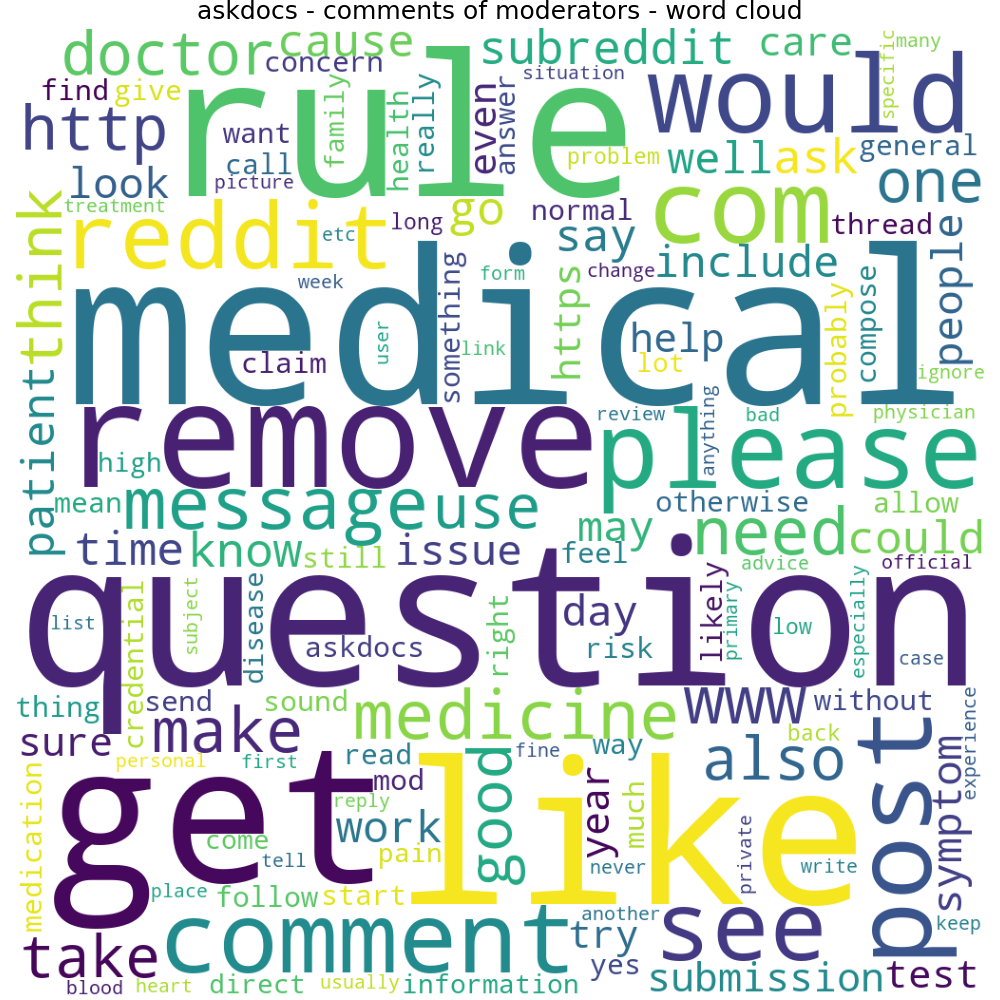 askdocs - comments of moderators - word cloud
doctor
cause
concern
subreddit
care
many
specific
situation
find
give
rule
would
http
want
family
health
really
even
answer
problem
well
ask
general
call
look
picture
treatment
one
reddit
etc
long
go
normal
com
thread
say
think
week
something
form
change
include
people
https
medical
user
link
help
lot
probably
compose
claim
ignore
patient
remove
review
anything
bad
physician
please
high
mean
message
use
otherwise
allow
may
need
could
time
know
still
issue
feel
advice
official
question
list
credential
subject
disease
askdocs
right
day
risk
likely
primary
low
especially
case
thing
send
sound
medicine
www
without
sure
make
personal
first
read
mod
fine
way
also
back
post
experience
symptom
medication
get
reply
work
like
good
year
much
come
tell
pain
never
private
write
place
follow
start
take
comment
another
try
see
keep
yes
submission
test
blood
heart
direct
usually
information